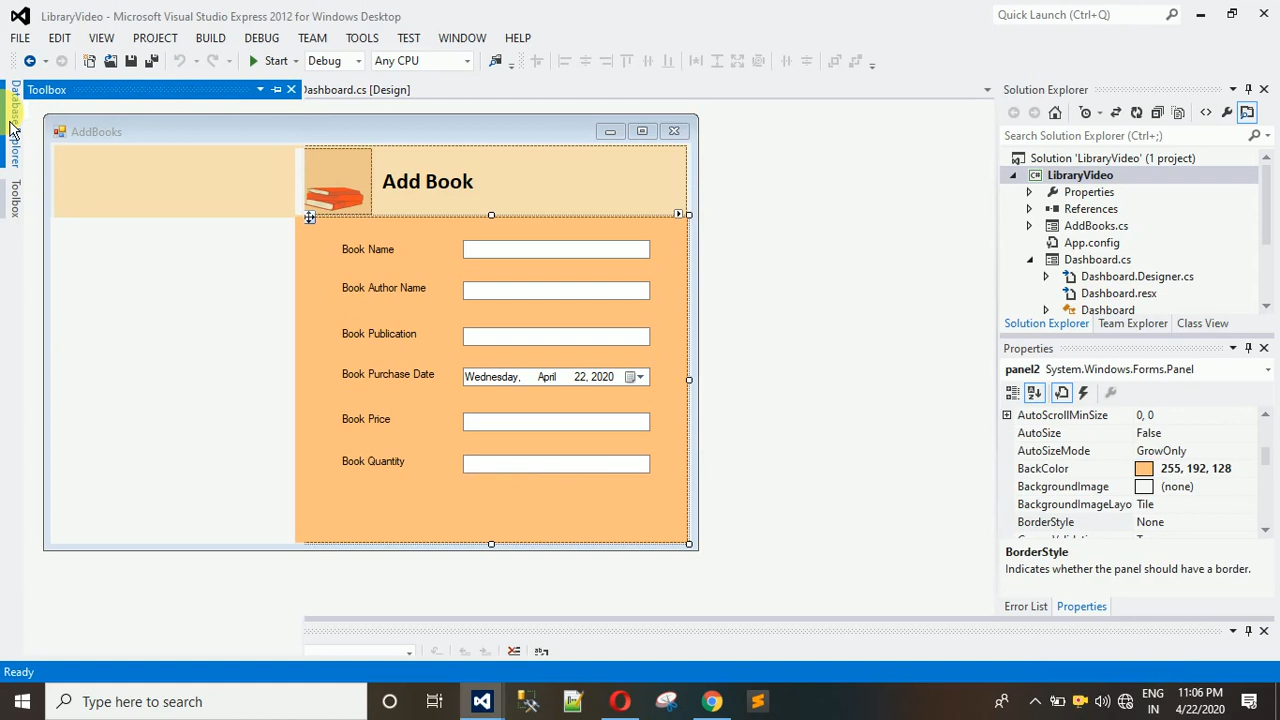 LibraryVideo - Microsoft Visual Studio Express 2012 for Windows Desktop
Quick Launch (Ctrl+Q)
FILE EDIT VIEW PROJECT BUILD DEBUG TEAM TOOLS TEST WINDOW HELP
Start Debug Any CPU
Toolbox
Dashboard.cs [Design]
Solution Explorer
Database Explorer
Toolbox
AddBooks
Add Book
Book Name
Book Author Name
Book Publication
Book Purchase Date
Wednesday, April 22, 2020
Book Price
Book Quantity
Search Solution Explorer (Ctrl+;)
Solution 'LibraryVideo' (1 project)
LibraryVideo
Properties
References
AddBooks.cs
App.config
Dashboard.cs
Dashboard.Designer.cs
Dashboard.resx
Dashboard
Solution Explorer Team Explorer Class View
Properties
panel2 System.Windows.Forms.Panel
AutoScrollMinSize 0, 0
AutoSize False
AutoSizeMode GrowOnly
BackColor 255, 192, 128
BackgroundImage (none)
BackgroundImageLayo Tile
BorderStyle None
BorderStyle
Indicates whether the panel should have a border.
Error List Properties
Ready
Type here to search
ENG
IN
11:06 PM
4/22/2020